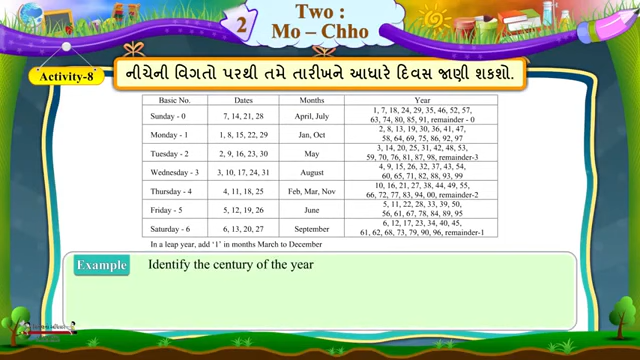 2
Two :
Mo – Chho
Activity-8
નીચેની વિગતો પરથી તમે તારીખને આધારે દિવસ જાણી શકશો.
Basic No. Dates Months Year
Sunday - 0 7, 14, 21, 28 April, July 1, 7, 18, 24, 29, 35, 46, 52, 57,
63, 74, 80, 85, 91, remainder - 0
Monday - 1 1, 8, 15, 22, 29 Jan, Oct 2, 8, 13, 19, 30, 36, 41, 47,
58, 64, 69, 75, 86, 92, 97
Tuesday - 2 2, 9, 16, 23, 30 May 3, 14, 20, 25, 31, 42, 48, 53,
59, 70, 76, 81, 87, 98, remainder-3
Wednesday - 3 3, 10, 17, 24, 31 August 4, 9, 15, 26, 32, 37, 43, 54,
60, 65, 71, 82, 88, 93, 99
Thursday - 4 4, 11, 18, 25 Feb, Mar, Nov 10, 16, 21, 27, 38, 44, 49, 55,
66, 72, 77, 83, 94, 00, remainder-2
Friday - 5 5, 12, 19, 26 June 5, 11, 22, 28, 33, 39, 50,
56, 61, 67, 78, 84, 89, 95
Saturday - 6 6, 13, 20, 27 September 6, 12, 17, 23, 34, 40, 45,
61, 62, 68, 73, 79, 90, 96, remainder-1
In a leap year, add ‘1’ in months March to December
Example Identify the century of the year